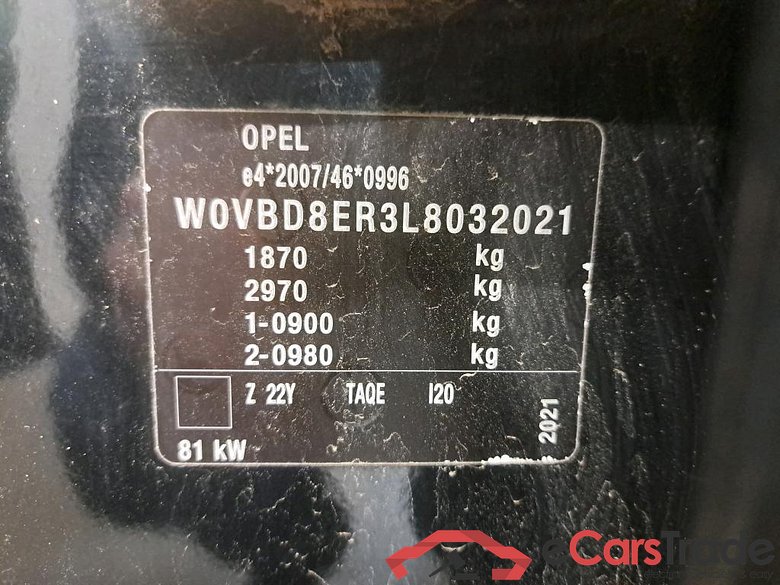 OPEL
e4*2007/46*0996
W0VBD8ER3L8032021
1870 kg
2970 kg
1-0900 kg
2-0980 kg
Z 22Y TAQE I20
81 kW
2021
eCarsTrade